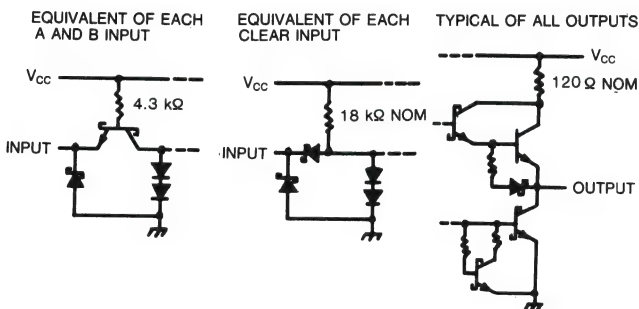 EQUIVALENT OF EACH
A AND B INPUT
VCC
4.3 kΩ
INPUT
EQUIVALENT OF EACH
CLEAR INPUT
VCC
18 kΩ NOM
INPUT
TYPICAL OF ALL OUTPUTS
VCC
120 Ω NOM
OUTPUT